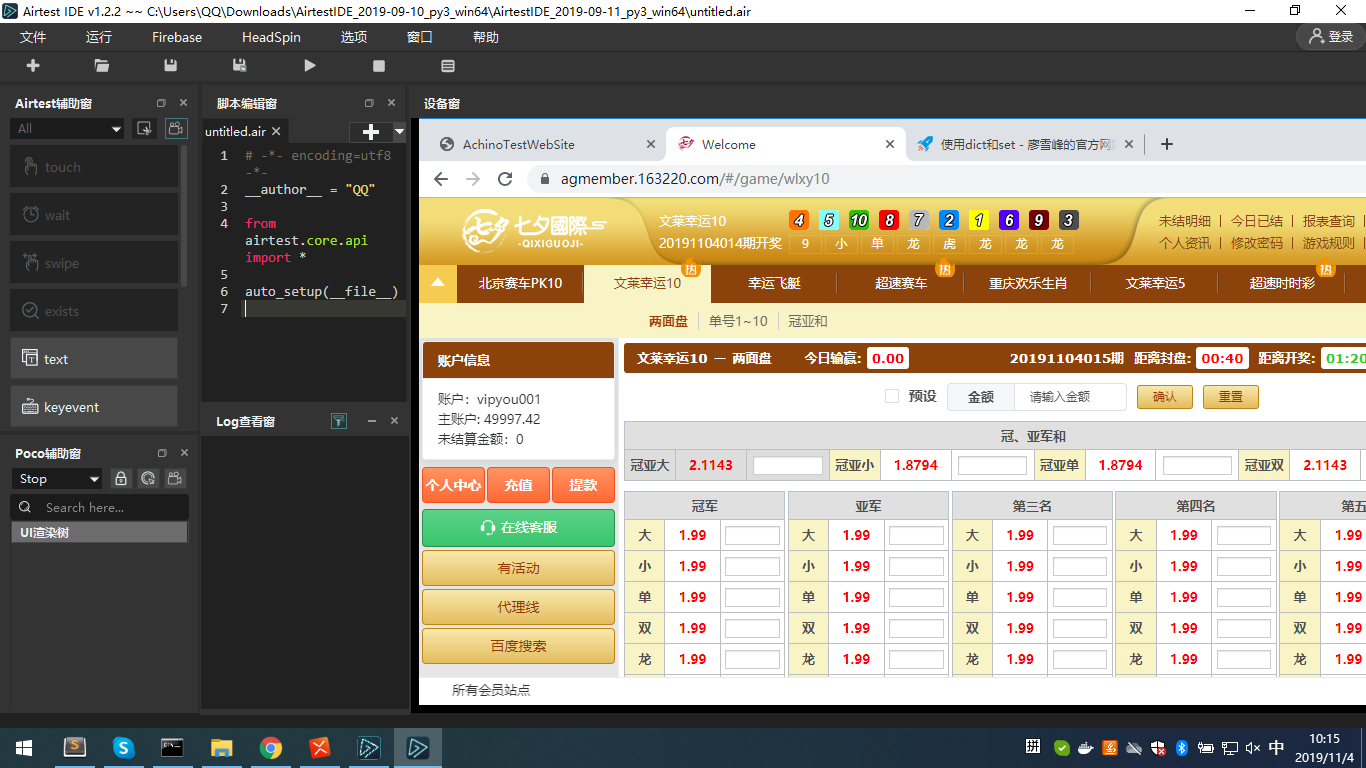 Airtest IDE v1.2.2 ~~ C:\Users\QQ\Downloads\AirtestIDE_2019-09-10_py3_win64\AirtestIDE_2019-09-11_py3_win64\untitled.air
文件 运行 Firebase HeadSpin 选项 窗口 帮助 登录
Airtest辅助窗
All
touch
wait
swipe
exists
text
keyevent
Poco辅助窗
Stop
Search here...
UI渲染树
脚本编辑窗
untitled.air
1 # -*- encoding=utf8
-*-
2 __author__ = "QQ"
3
4 from
airtest.core.api
import *
5
6 auto_setup(__file__)
7
Log查看窗
设备窗
AchinoTestWebSite Welcome 使用dict和set - 廖雪峰的官方网
agmember.163220.com/#/game/wlxy10
七夕國際
-QIXIGUOJI-
文莱幸运10 4 5 10 8 7 2 1 6 9 3
20191104014期开奖 9 小 单 龙 虎 龙 龙 龙
未结明细 今日已结 报表查询
个人资讯 修改密码 游戏规则
北京赛车PK10 文莱幸运10 热 幸运飞艇 超速赛车 热 重庆欢乐生肖 文莱幸运5 超速时时彩 热
两面盘 单号1~10 冠亚和
账户信息
账户：vipyou001
主账户: 49997.42
未结算金额：0
个人中心 充值 提款
在线客服
有活动
代理线
百度搜索
文莱幸运10 － 两面盘 今日输赢: 0.00 20191104015期 距离封盘: 00:40 距离开奖: 01:20
预设 金额 请输入金额 确认 重置
冠、亚军和
冠亚大 2.1143 冠亚小 1.8794 冠亚单 1.8794 冠亚双 2.1143
冠军 亚军 第三名 第四名 第五
大 1.99 大 1.99 大 1.99 大 1.99 大 1.99
小 1.99 小 1.99 小 1.99 小 1.99 小 1.99
单 1.99 单 1.99 单 1.99 单 1.99 单 1.99
双 1.99 双 1.99 双 1.99 双 1.99 双 1.99
龙 1.99 龙 1.99 龙 1.99 龙 1.99 龙 1.99
所有会员站点
拼 中
10:15
2019/11/4